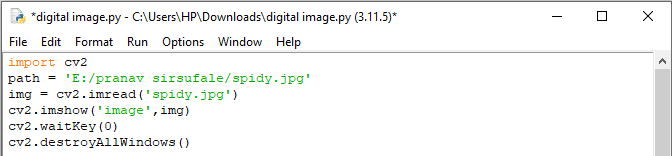 *digital image.py - C:\Users\HP\Downloads\digital image.py (3.11.5)*
File Edit Format Run Options Window Help
import cv2
path = 'E:/pranav sirsufale/spidy.jpg'
img = cv2.imread('spidy.jpg')
cv2.imshow('image',img)
cv2.waitKey(0)
cv2.destroyAllWindows()